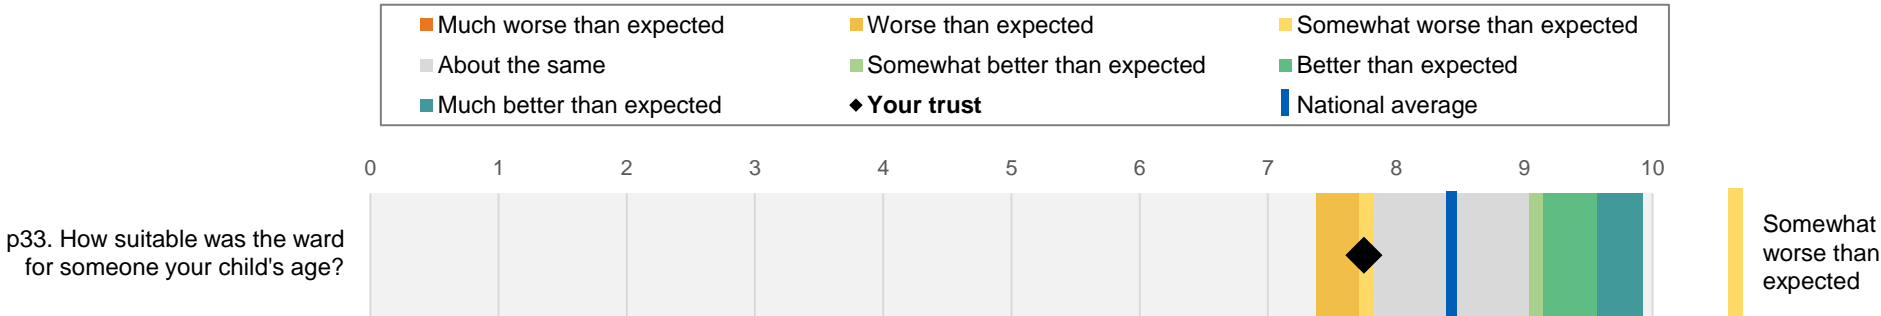 Much worse than expected
Worse than expected
Somewhat worse than expected
About the same
Somewhat better than expected
Better than expected
Much better than expected
Your trust
National average
0 1 2 3 4 5 6 7 8 9 10
p33. How suitable was the ward
for someone your child's age?
Somewhat
worse than
expected